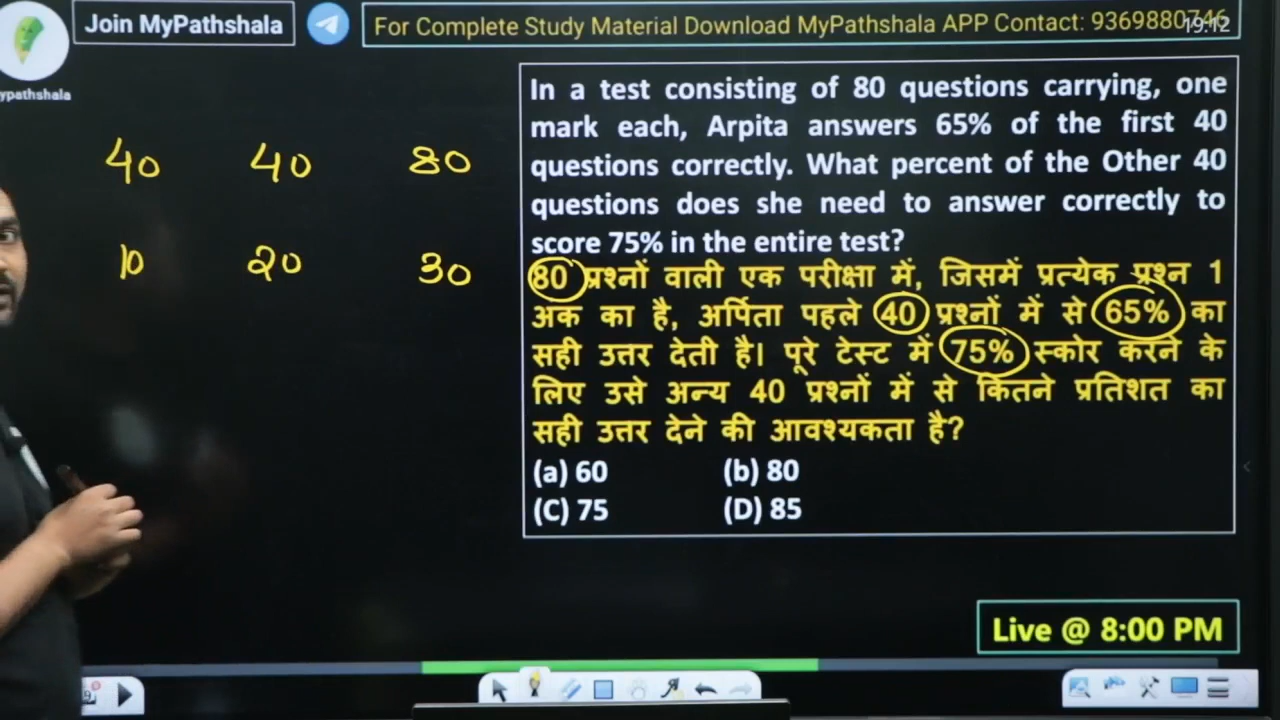 Join MyPathshala
For Complete Study Material Download MyPathshala APP Contact: 9369880746
19:12
ypathshala
40 40 80
10 20 30
In a test consisting of 80 questions carrying, one
mark each, Arpita answers 65% of the first 40
questions correctly. What percent of the Other 40
questions does she need to answer correctly to
score 75% in the entire test?
80 प्रश्नों वाली एक परीक्षा में, जिसमें प्रत्येक प्रश्न 1
अंक का है, अर्पिता पहले 40 प्रश्नों में से 65% का
सही उत्तर देती है। पूरे टेस्ट में 75% स्कोर करने के
लिए उसे अन्य 40 प्रश्नों में से कितने प्रतिशत का
सही उत्तर देने की आवश्यकता है?
(a) 60 (b) 80
(C) 75 (D) 85
Live @ 8:00 PM